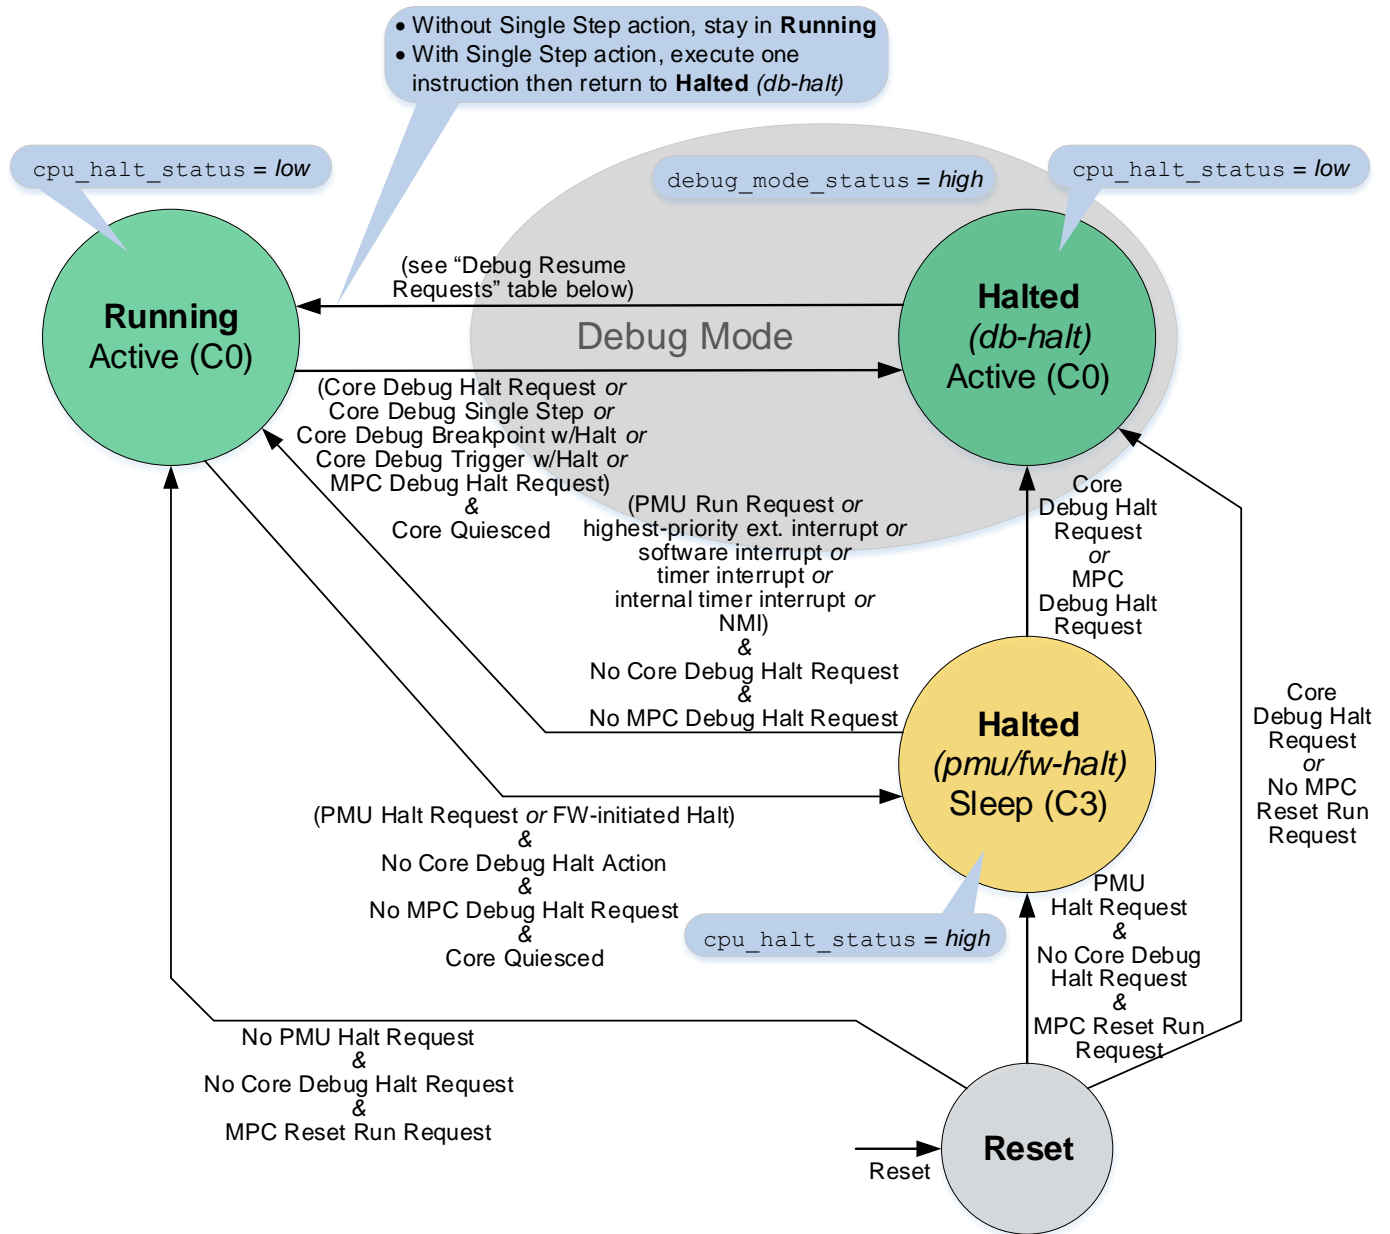 • Without Single Step action, stay in Running
• With Single Step action, execute one
instruction then return to Halted (db-halt)
cpu_halt_status = low
debug_mode_status = high
cpu_halt_status = low
(see “Debug Resume
Requests” table below)
Running
Active (C0)
Debug Mode
Halted
(db-halt)
Active (C0)
(Core Debug Halt Request or
Core Debug Single Step or
Core Debug Breakpoint w/Halt or
Core Debug Trigger w/Halt or
MPC Debug Halt Request)
&
Core Quiesced
(PMU Run Request or
highest-priority ext. interrupt or
software interrupt or
timer interrupt or
internal timer interrupt or
NMI)
&
No Core Debug Halt Request
&
No MPC Debug Halt Request
Core
Debug Halt
Request
or
MPC
Debug Halt
Request
Core
Debug Halt
Request
or
No MPC
Reset Run
Request
Halted
(pmu/fw-halt)
Sleep (C3)
(PMU Halt Request or FW-initiated Halt)
&
No Core Debug Halt Action
&
No MPC Debug Halt Request
&
Core Quiesced
cpu_halt_status = high
PMU
Halt Request
&
No Core Debug
Halt Request
&
MPC Reset Run
Request
No PMU Halt Request
&
No Core Debug Halt Request
&
MPC Reset Run Request
Reset
Reset